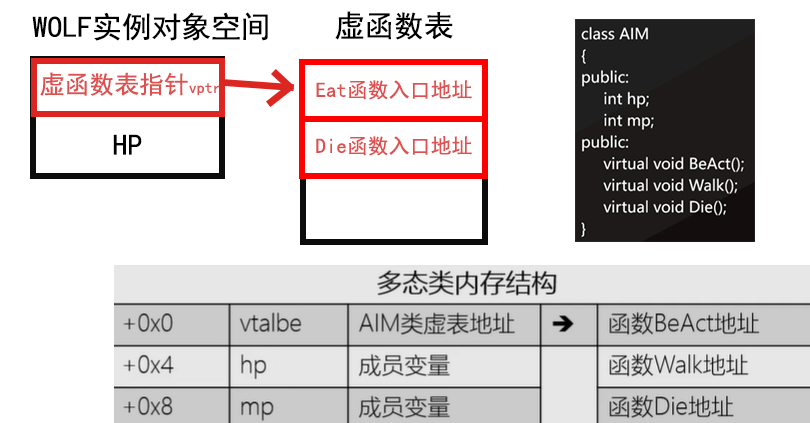 WOLF实例对象空间
虚函数表
虚函数表指针vptr
HP
Eat函数入口地址
Die函数入口地址
class AIM
{
public:
int hp;
int mp;
public:
virtual void BeAct();
virtual void Walk();
virtual void Die();
}
多态类内存结构
+0x0 vtalbe AIM类虚表地址 → 函数BeAct地址
+0x4 hp 成员变量 函数Walk地址
+0x8 mp 成员变量 函数Die地址